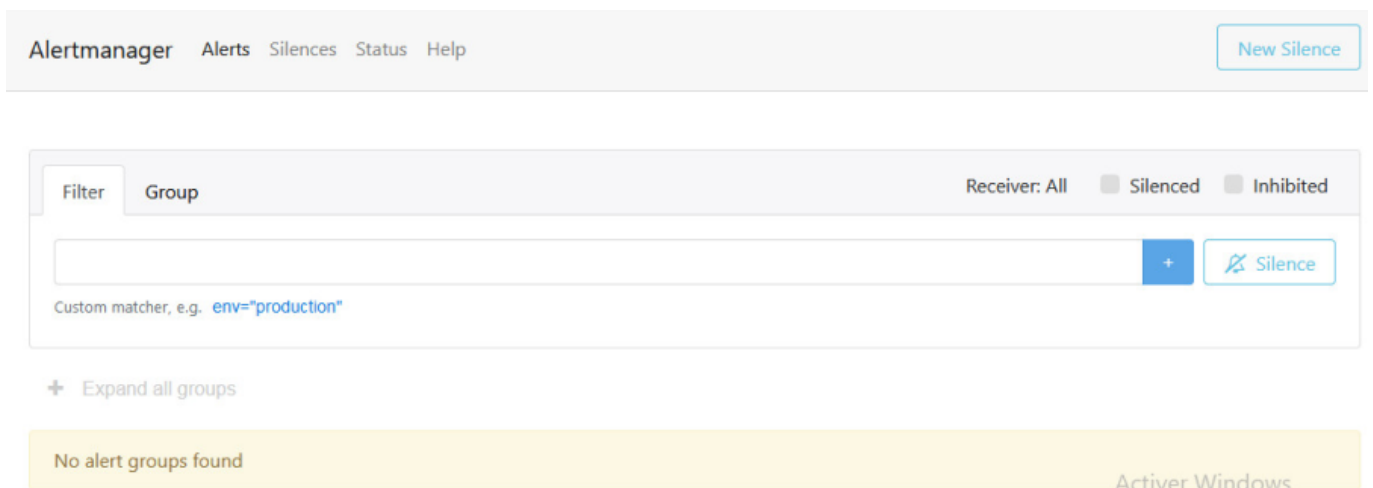 Alertmanager Alerts Silences Status Help New Silence
Filter Group Receiver: All Silenced Inhibited
+ Silence
Custom matcher, e.g. env="production"
+ Expand all groups
No alert groups found
Activer Windows